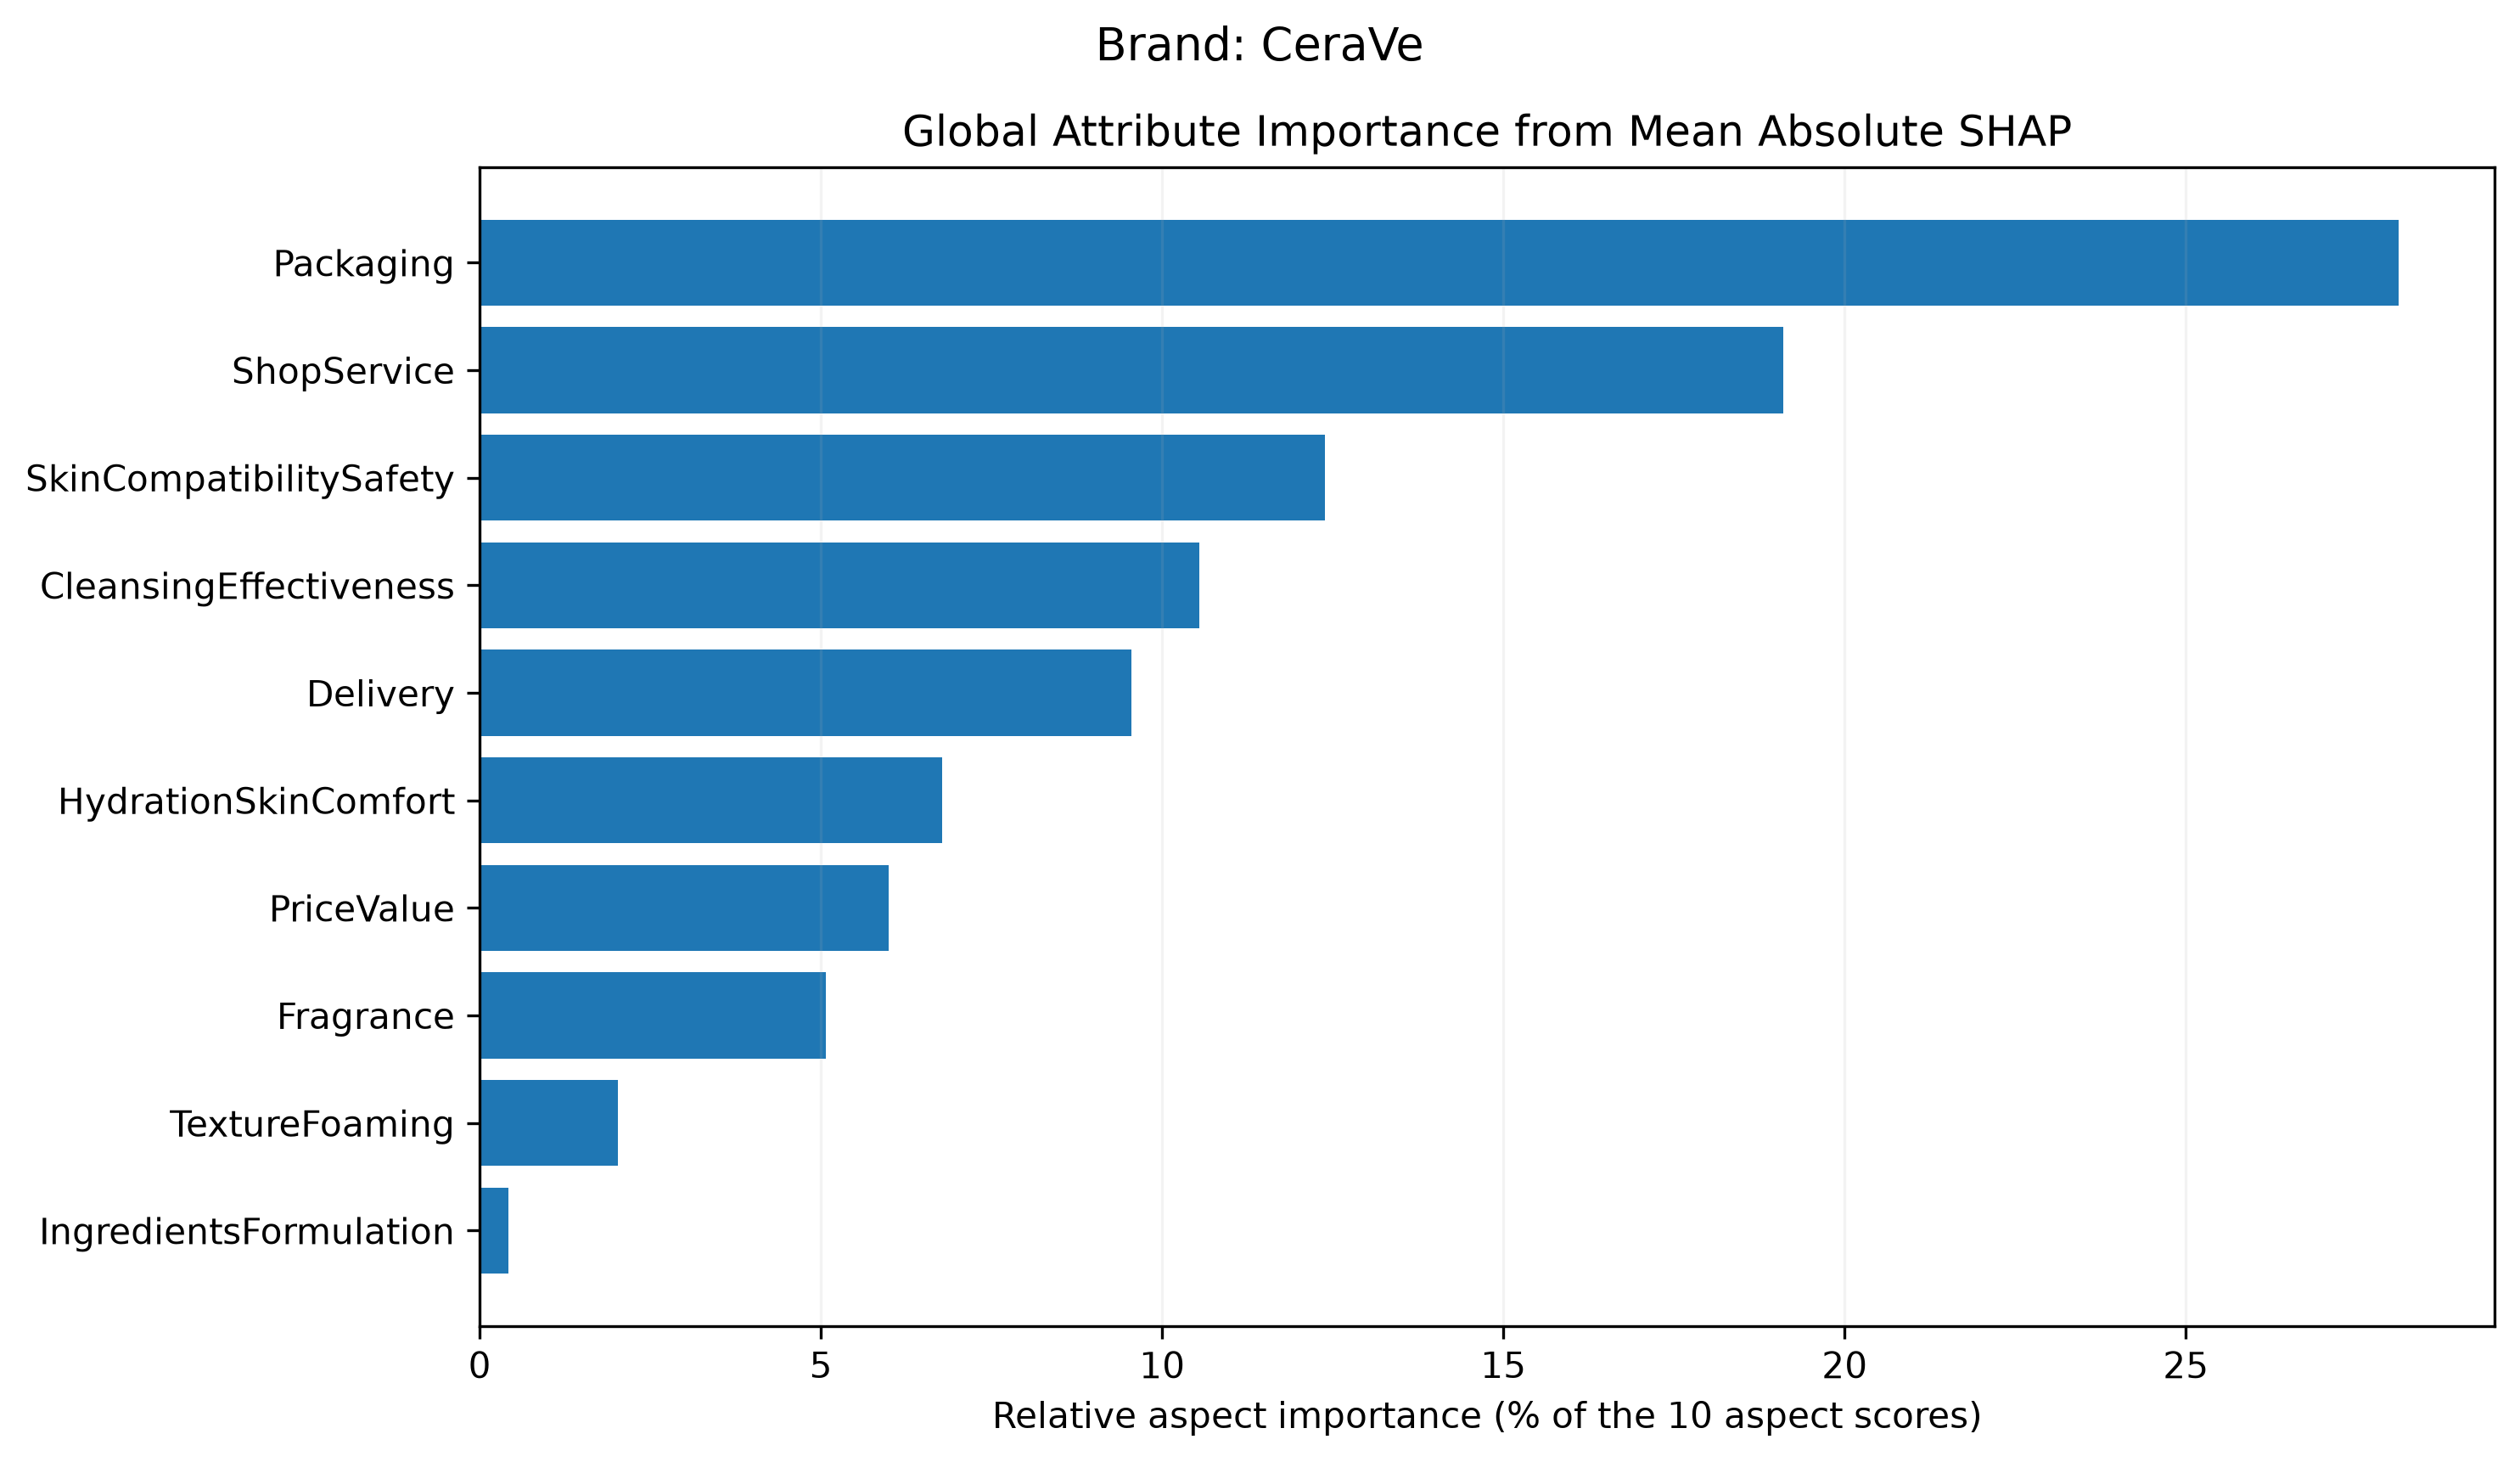 Brand: CeraVe
Global Attribute Importance from Mean Absolute SHAP
Packaging
ShopService
SkinCompatibilitySafety
CleansingEffectiveness
Delivery
HydrationSkinComfort
PriceValue
Fragrance
TextureFoaming
IngredientsFormulation
0 5 10 15 20 25
Relative aspect importance (% of the 10 aspect scores)